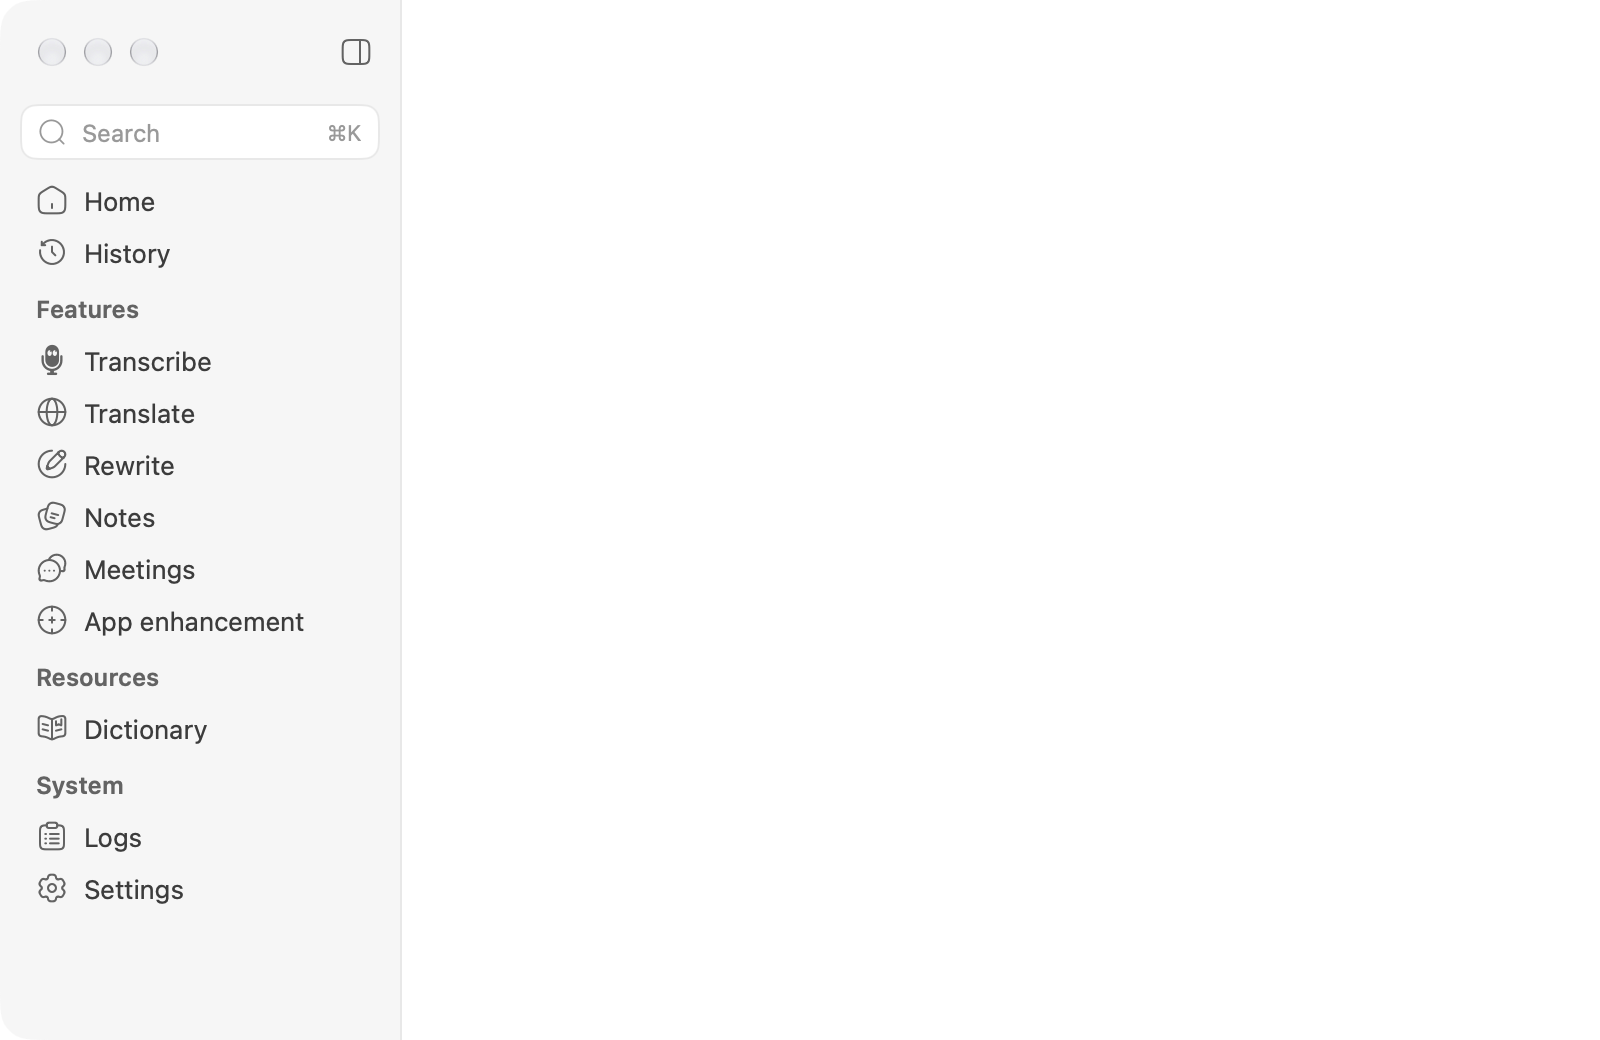 Search ⌘K
Home
History
Features
Transcribe
Translate
Rewrite
Notes
Meetings
App enhancement
Resources
Dictionary
System
Logs
Settings